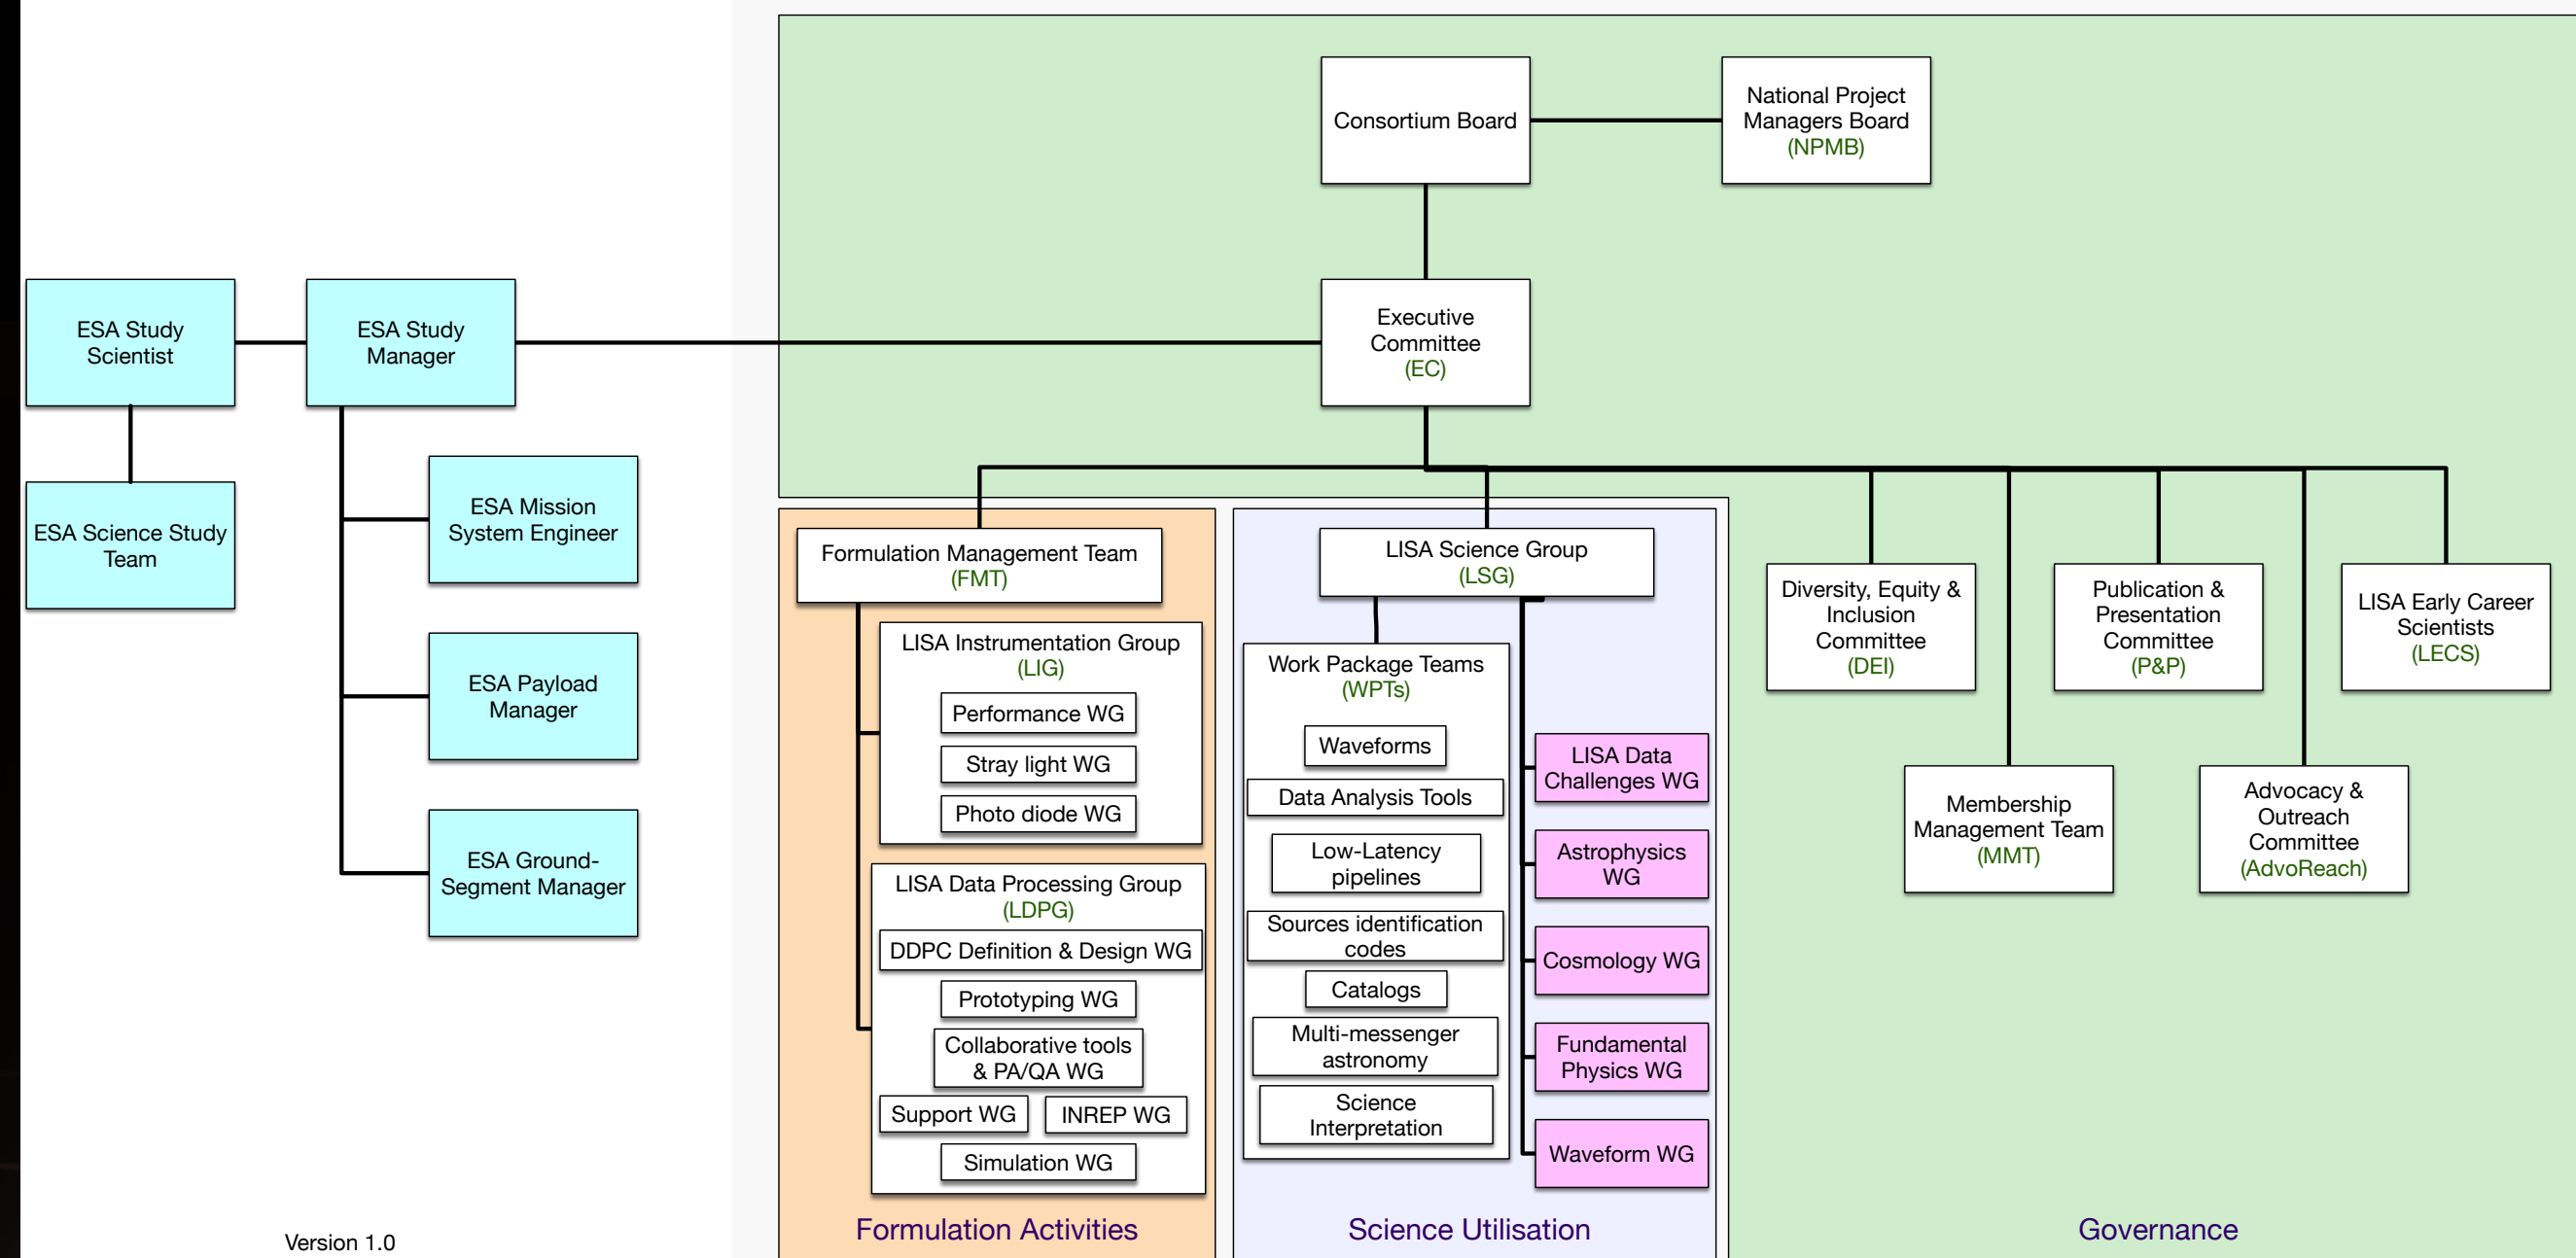 Consortium Board
National Project
Managers Board
(NPMB)
ESA Study
Scientist
ESA Study
Manager
Executive
Committee
(EC)
ESA Science Study
Team
ESA Mission
System Engineer
ESA Payload
Manager
ESA Ground-
Segment Manager
Formulation Management Team
(FMT)
LISA Instrumentation Group
(LIG)
Performance WG
Stray light WG
Photo diode WG
LISA Data Processing Group
(LDPG)
DDPC Definition & Design WG
Prototyping WG
Collaborative tools
& PA/QA WG
Support WG
INREP WG
Simulation WG
Formulation Activities
LISA Science Group
(LSG)
Work Package Teams
(WPTs)
Waveforms
Data Analysis Tools
Low-Latency
pipelines
Sources identification
codes
Catalogs
Multi-messenger
astronomy
Science
Interpretation
LISA Data
Challenges WG
Astrophysics
WG
Cosmology WG
Fundamental
Physics WG
Waveform WG
Science Utilisation
Diversity, Equity &
Inclusion
Committee
(DEI)
Publication &
Presentation
Committee
(P&P)
LISA Early Career
Scientists
(LECS)
Membership
Management Team
(MMT)
Advocacy &
Outreach
Committee
(AdvoReach)
Governance
Version 1.0